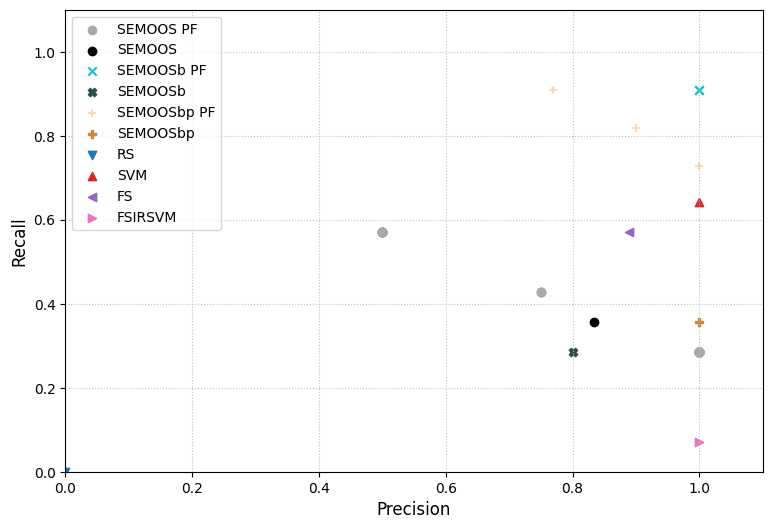 SEMOOS PF
SEMOOS
SEMOOSb PF
SEMOOSb
SEMOOSbp PF
SEMOOSbp
RS
SVM
FS
FSIRSVM
Recall
1.0
0.8
0.6
0.4
0.2
0.0
0.0 0.2 0.4 0.6 0.8 1.0
Precision